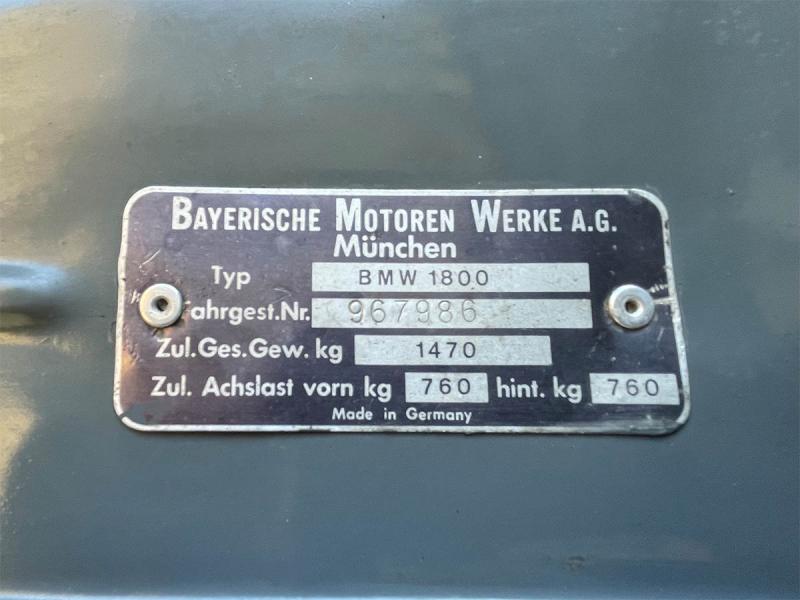 BAYERISCHE MOTOREN WERKE A.G.
München
Typ BMW 1800
Fahrgest.Nr. 967986
Zul.Ges.Gew. kg 1470
Zul. Achslast vorn kg 760 hint. kg 760
Made in Germany